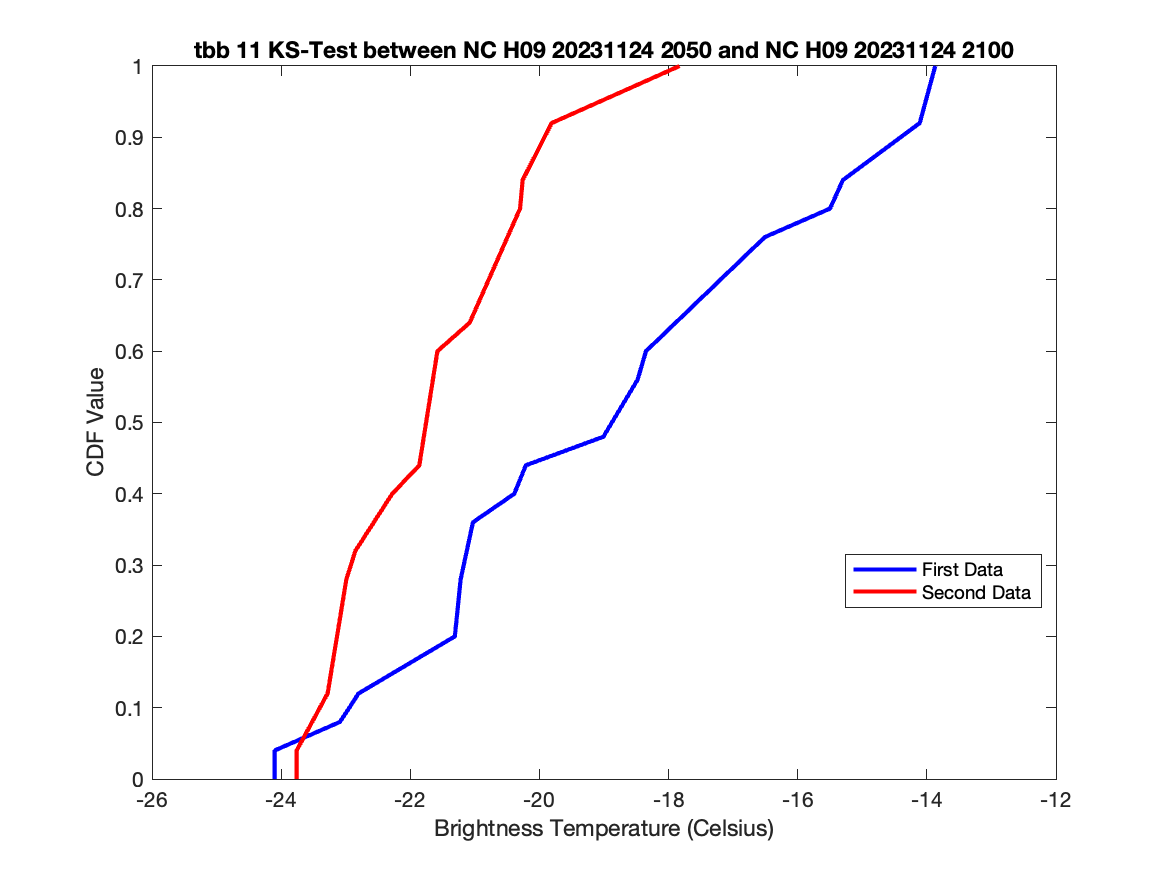 tbb 11 KS-Test between NC H09 20231124 2050 and NC H09 20231124 2100
1
0.9
0.8
0.7
0.6
0.5
0.4
0.3
0.2
0.1
0
CDF Value
First Data
Second Data
-26 -24 -22 -20 -18 -16 -14 -12
Brightness Temperature (Celsius)